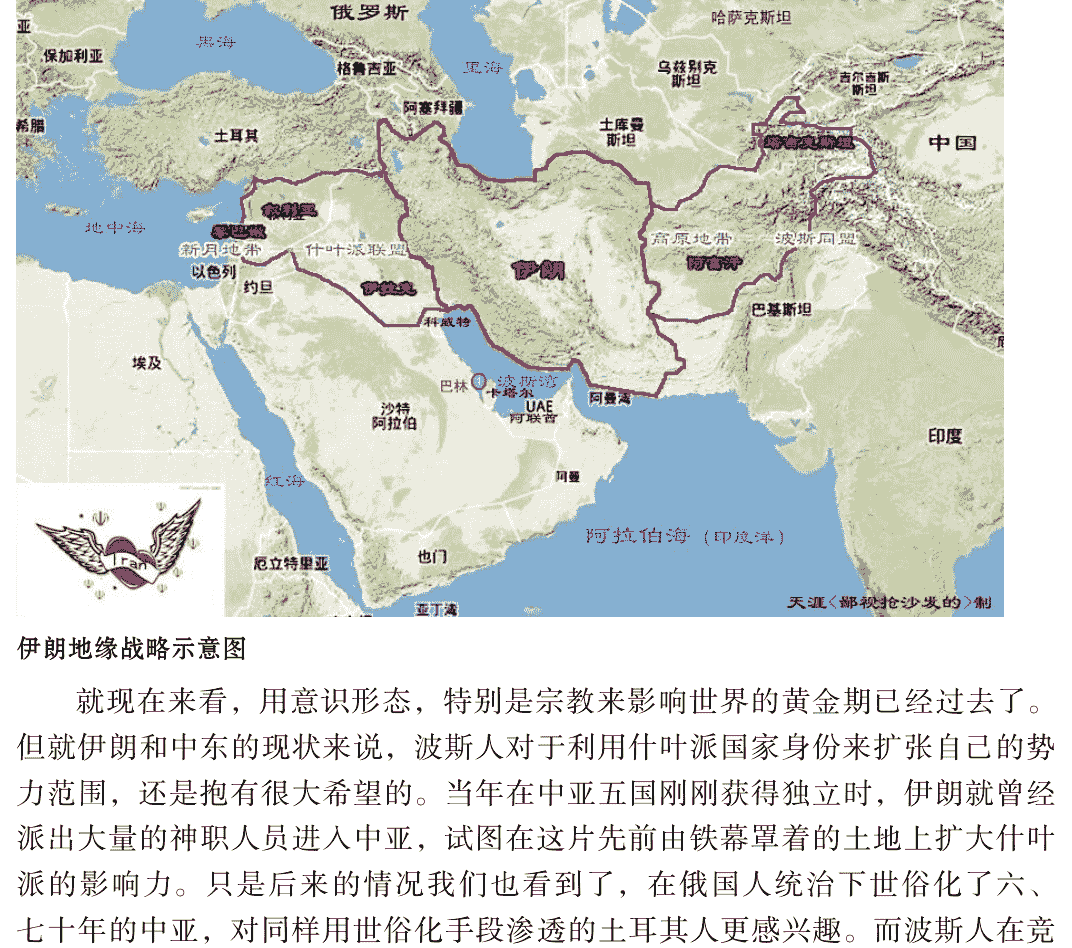 俄罗斯
哈萨克斯坦
亚
黑海
保加利亚
里海
格鲁吉亚
乌兹别克
斯坦
吉尔吉斯
斯坦
阿塞拜疆
希腊
土耳其
土库曼
斯坦
塔吉克斯坦
中国
叙利亚
地中海
黎巴嫩
新月地带
什叶派联盟
高原地带
波斯同盟
以色列
伊朗
阿富汗
约旦
伊拉克
巴基斯坦
科威特
埃及
巴林
波斯湾
卡塔尔
阿曼湾
沙特
阿拉伯
UAE
阿联酋
印度
阿曼
红海
Iran
阿拉伯海（印度洋）
也门
厄立特里亚
亚丁湾
天涯<鄙视抢沙发的>制
伊朗地缘战略示意图
就现在来看，用意识形态，特别是宗教来影响世界的黄金期已经过去了。
但就伊朗和中东的现状来说，波斯人对于利用什叶派国家身份来扩张自己的势
力范围，还是抱有很大希望的。当年在中亚五国刚刚获得独立时，伊朗就曾经
派出大量的神职人员进入中亚，试图在这片先前由铁幕罩着的土地上扩大什叶
派的影响力。只是后来的情况我们也看到了，在俄国人统治下世俗化了六、
七十年的中亚，对同样用世俗化手段渗透的土耳其人更感兴趣。而波斯人在竞